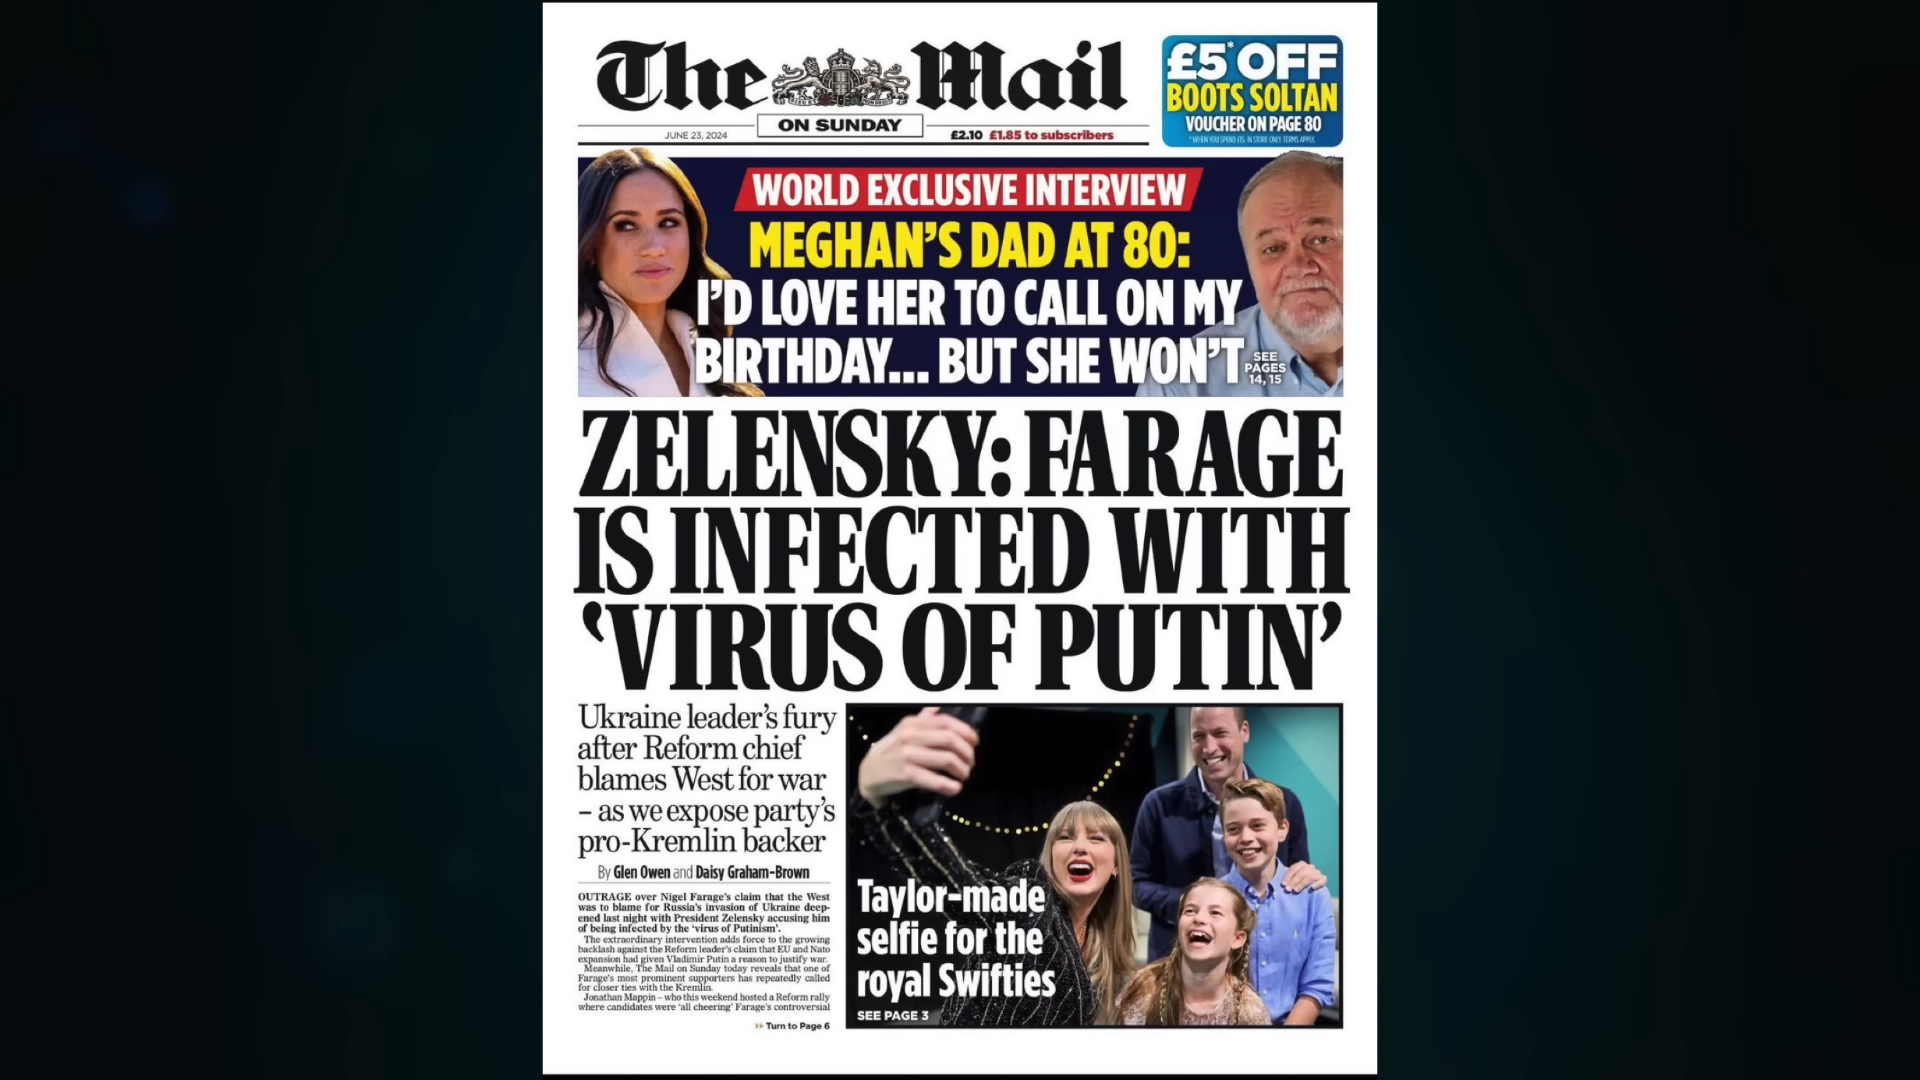 The Mail
ON SUNDAY
JUNE 23, 2024
£2.10 £1.85 to subscribers
£5* OFF
BOOTS SOLTAN
VOUCHER ON PAGE 80
*WHEN YOU SPEND £15. IN STORE ONLY. TERMS APPLY.
WORLD EXCLUSIVE INTERVIEW
MEGHAN'S DAD AT 80:
I'D LOVE HER TO CALL ON MY
BIRTHDAY... BUT SHE WON'T
SEE
PAGES
14, 15
ZELENSKY: FARAGE
IS INFECTED WITH
‘VIRUS OF PUTIN’
Ukraine leader's fury
after Reform chief
blames West for war
– as we expose party's
pro-Kremlin backer
By Glen Owen and Daisy Graham-Brown
OUTRAGE over Nigel Farage's claim that the West
was to blame for Russia's invasion of Ukraine deep-
ened last night with President Zelensky accusing him
of being infected by the ‘virus of Putinism’.
The extraordinary intervention adds force to the growing
backlash against the Reform leader's claim that EU and Nato
expansion had given Vladimir Putin a reason to justify war.
Meanwhile, The Mail on Sunday today reveals that one of
Farage's most prominent supporters has repeatedly called
for closer ties with the Kremlin.
Jonathan Mappin – who this weekend hosted a Reform rally
where candidates were ‘all cheering’ Farage's controversial
>> Turn to Page 6
Taylor-made
selfie for the
royal Swifties
SEE PAGE 3